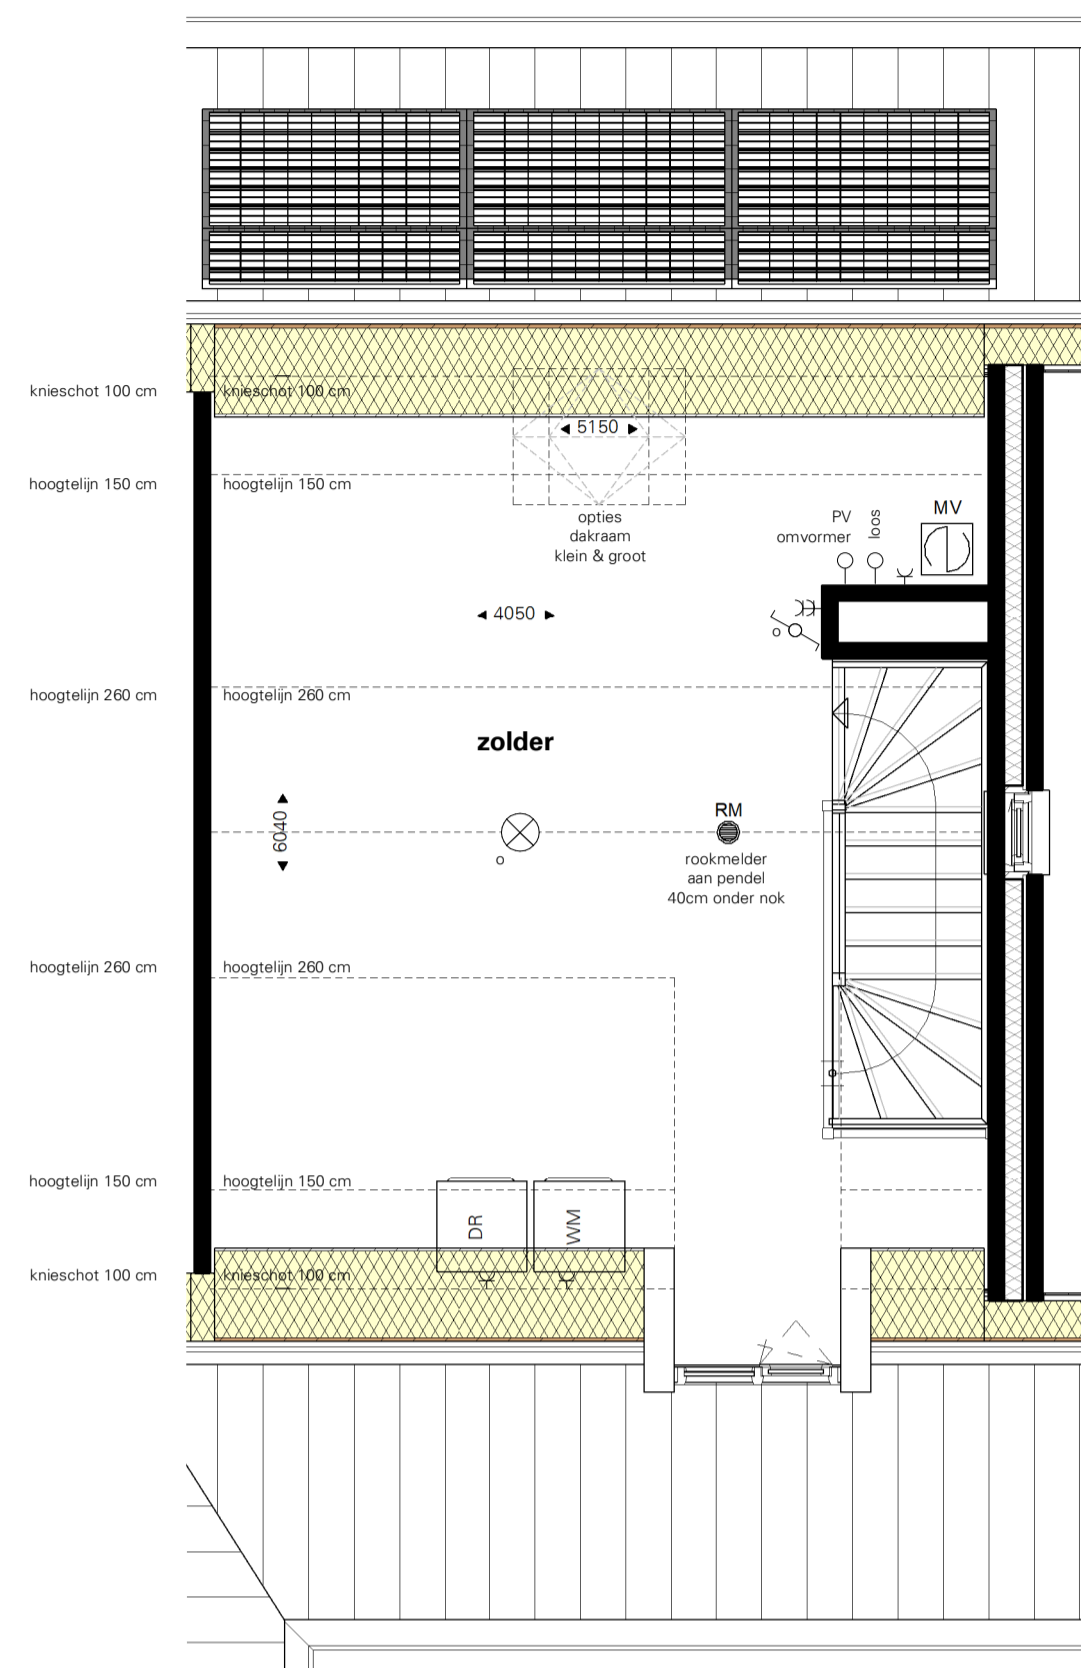 knieschot 100 cm
knieschot 100 cm
5150
hoogtelijn 150 cm
hoogtelijn 150 cm
opties
dakraam
klein & groot
PV
omvormer
loos
MV
4050
hoogtelijn 260 cm
hoogtelijn 260 cm
zolder
6040
RM
rookmelder
aan pendel
40cm onder nok
hoogtelijn 260 cm
hoogtelijn 260 cm
hoogtelijn 150 cm
hoogtelijn 150 cm
DR
WM
knieschot 100 cm
knieschot 100 cm